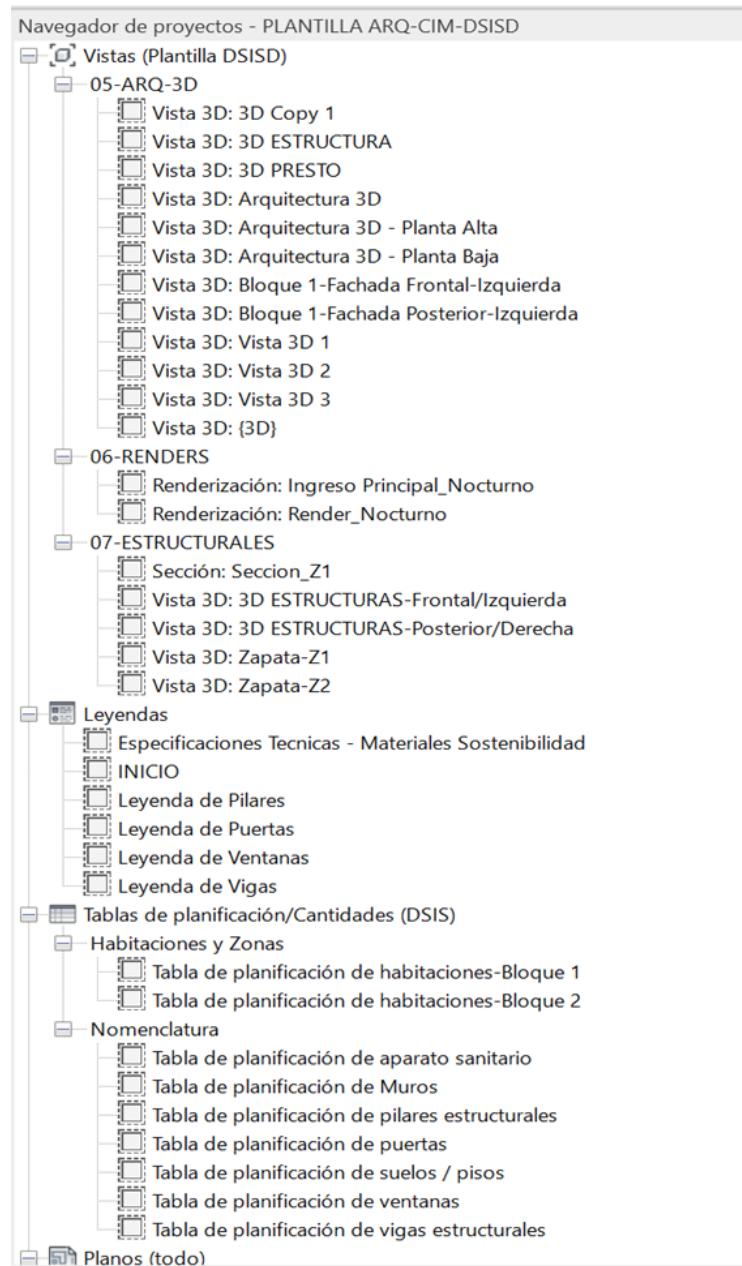 Navegador de proyectos - PLANTILLA ARQ-CIM-DSISD
Vistas (Plantilla DSISD)
05-ARQ-3D
Vista 3D: 3D Copy 1
Vista 3D: 3D ESTRUCTURA
Vista 3D: 3D PRESTO
Vista 3D: Arquitectura 3D
Vista 3D: Arquitectura 3D - Planta Alta
Vista 3D: Arquitectura 3D - Planta Baja
Vista 3D: Bloque 1-Fachada Frontal-Izquierda
Vista 3D: Bloque 1-Fachada Posterior-Izquierda
Vista 3D: Vista 3D 1
Vista 3D: Vista 3D 2
Vista 3D: Vista 3D 3
Vista 3D: {3D}
06-RENDERS
Renderización: Ingreso Principal_Nocturno
Renderización: Render_Nocturno
07-ESTRUCTURALES
Sección: Seccion_Z1
Vista 3D: 3D ESTRUCTURAS-Frontal/Izquierda
Vista 3D: 3D ESTRUCTURAS-Posterior/Derecha
Vista 3D: Zapata-Z1
Vista 3D: Zapata-Z2
Leyendas
Especificaciones Tecnicas - Materiales Sostenibilidad
INICIO
Leyenda de Pilares
Leyenda de Puertas
Leyenda de Ventanas
Leyenda de Vigas
Tablas de planificación/Cantidades (DSIS)
Habitaciones y Zonas
Tabla de planificación de habitaciones-Bloque 1
Tabla de planificación de habitaciones-Bloque 2
Nomenclatura
Tabla de planificación de aparato sanitario
Tabla de planificación de Muros
Tabla de planificación de pilares estructurales
Tabla de planificación de puertas
Tabla de planificación de suelos / pisos
Tabla de planificación de ventanas
Tabla de planificación de vigas estructurales
Planos (todo)